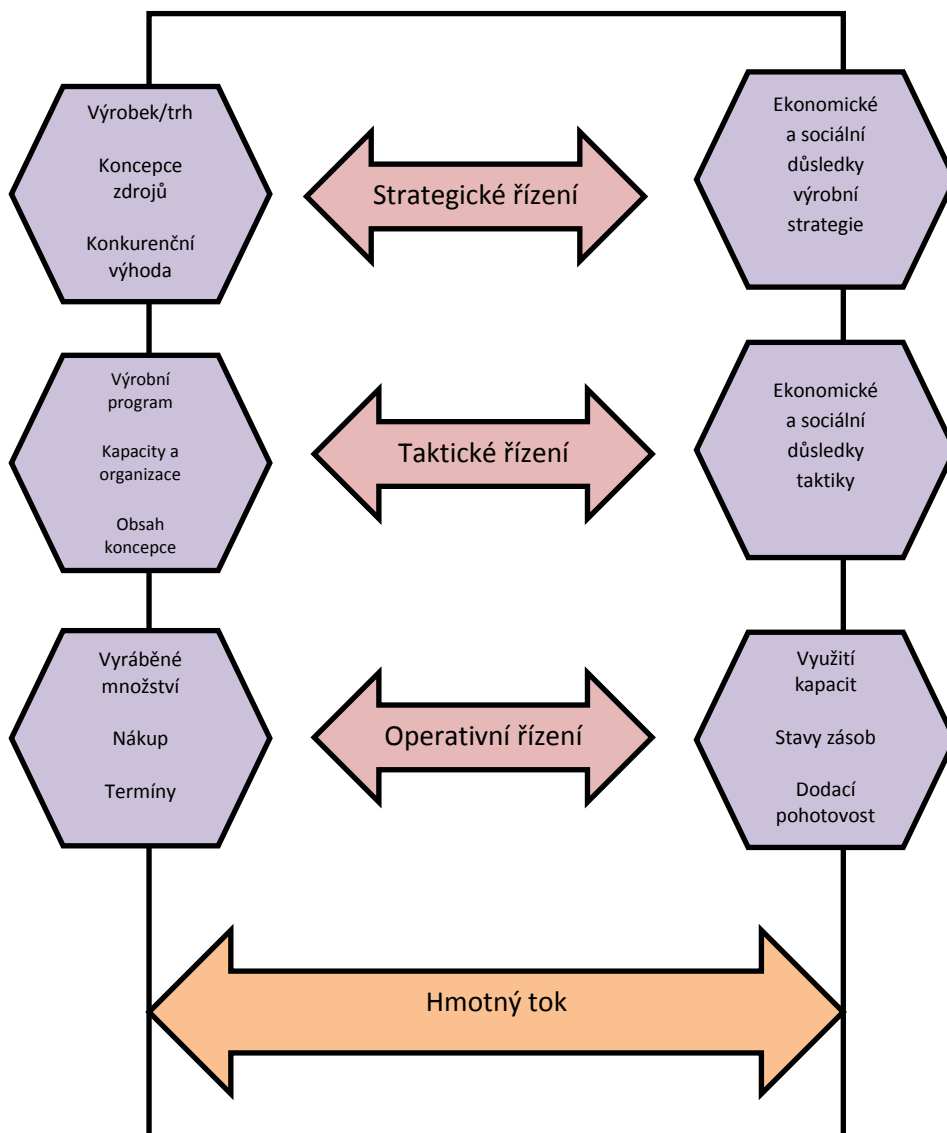 Výrobek/trh
Koncepce
zdrojů
Konkurenční
výhoda
Strategické řízení
Ekonomické
a sociální
důsledky
výrobní
strategie
Výrobní
program
Kapacity a
organizace
Obsah
koncepce
Taktické řízení
Ekonomické
a sociální
důsledky
taktiky
Vyráběné
množství
Nákup
Termíny
Operativní řízení
Využití
kapacit
Stavy zásob
Dodací
pohotovost
Hmotný tok